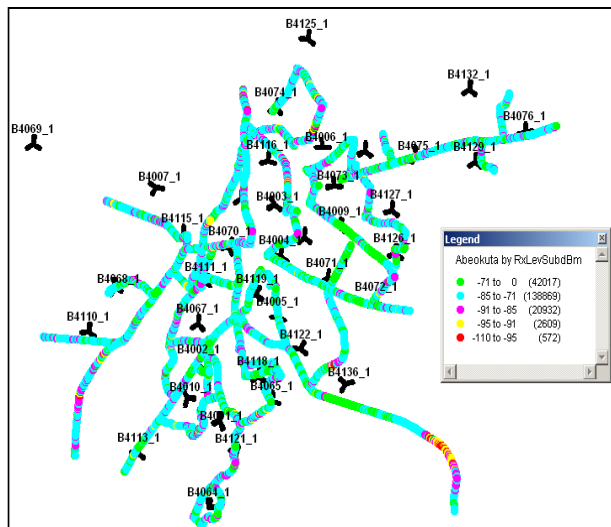 B4125_1
B4132_1
B4074_1
B4076_1
B4069_1
B4006_1
B4116_1
B4075_1
B4129_1
B4073_1
B4007_1
B4127_1
B4003_1
B4115_1
B4009_1
B4070_1
B4004_1
B4126_1
B4111_1
B4071_1
B4068_1
B4119_1
B4072_1
B4005_1
B4110_1
B4067_1
B4122_1
B4002_1
B4118_1
B4136_1
B4065_1
B4010_1
B4113_1
B4121_1
B4064_1
Legend
Abeokuta by RxLevSubdBm
-71 to 0 (42017)
-85 to -71 (138869)
-91 to -85 (20932)
-95 to -91 (2609)
-110 to -95 (572)